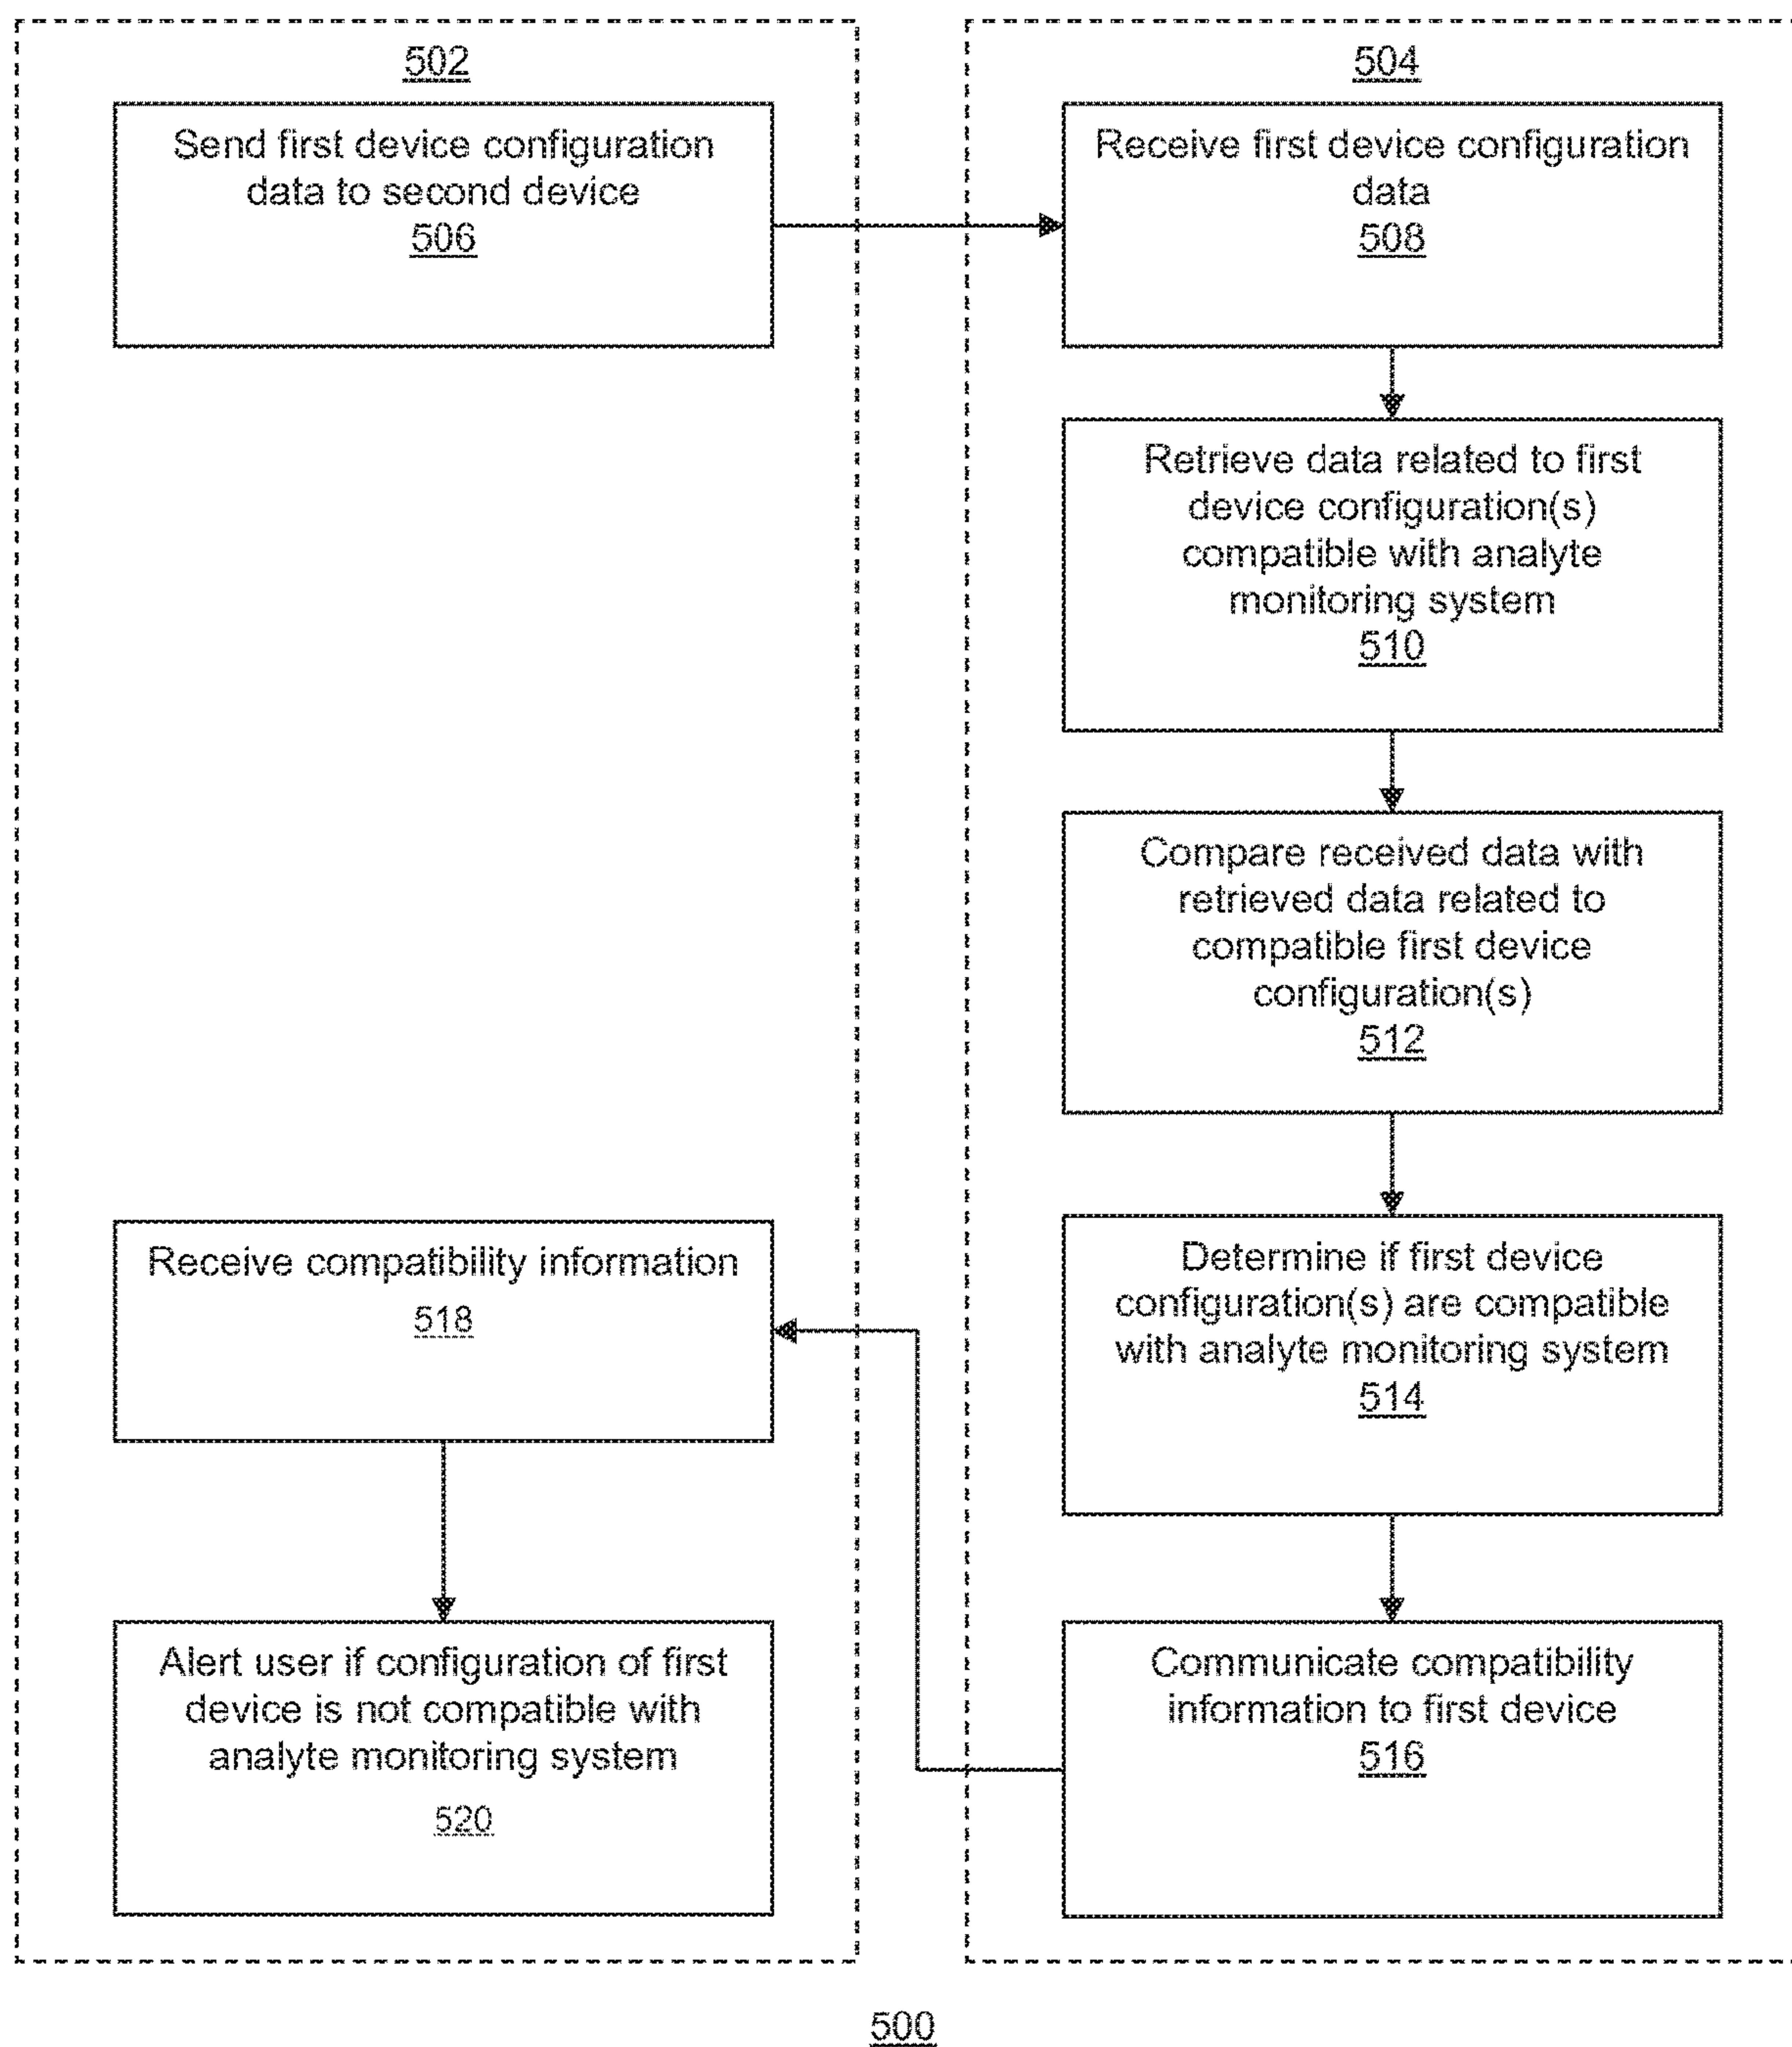 502
Send first device configuration
data to second device
506
504
Receive first device configuration
data
508
Retrieve data related to first
device configuration(s)
compatible with analyte
monitoring system
510
Compare received data with
retrieved data related to
compatible first device
configuration(s)
512
Determine if first device
configuration(s) are compatible
with analyte monitoring system
514
Communicate compatibility
information to first device
516
Receive compatibility information
518
Alert user if configuration of first
device is not compatible with
analyte monitoring system
520
500